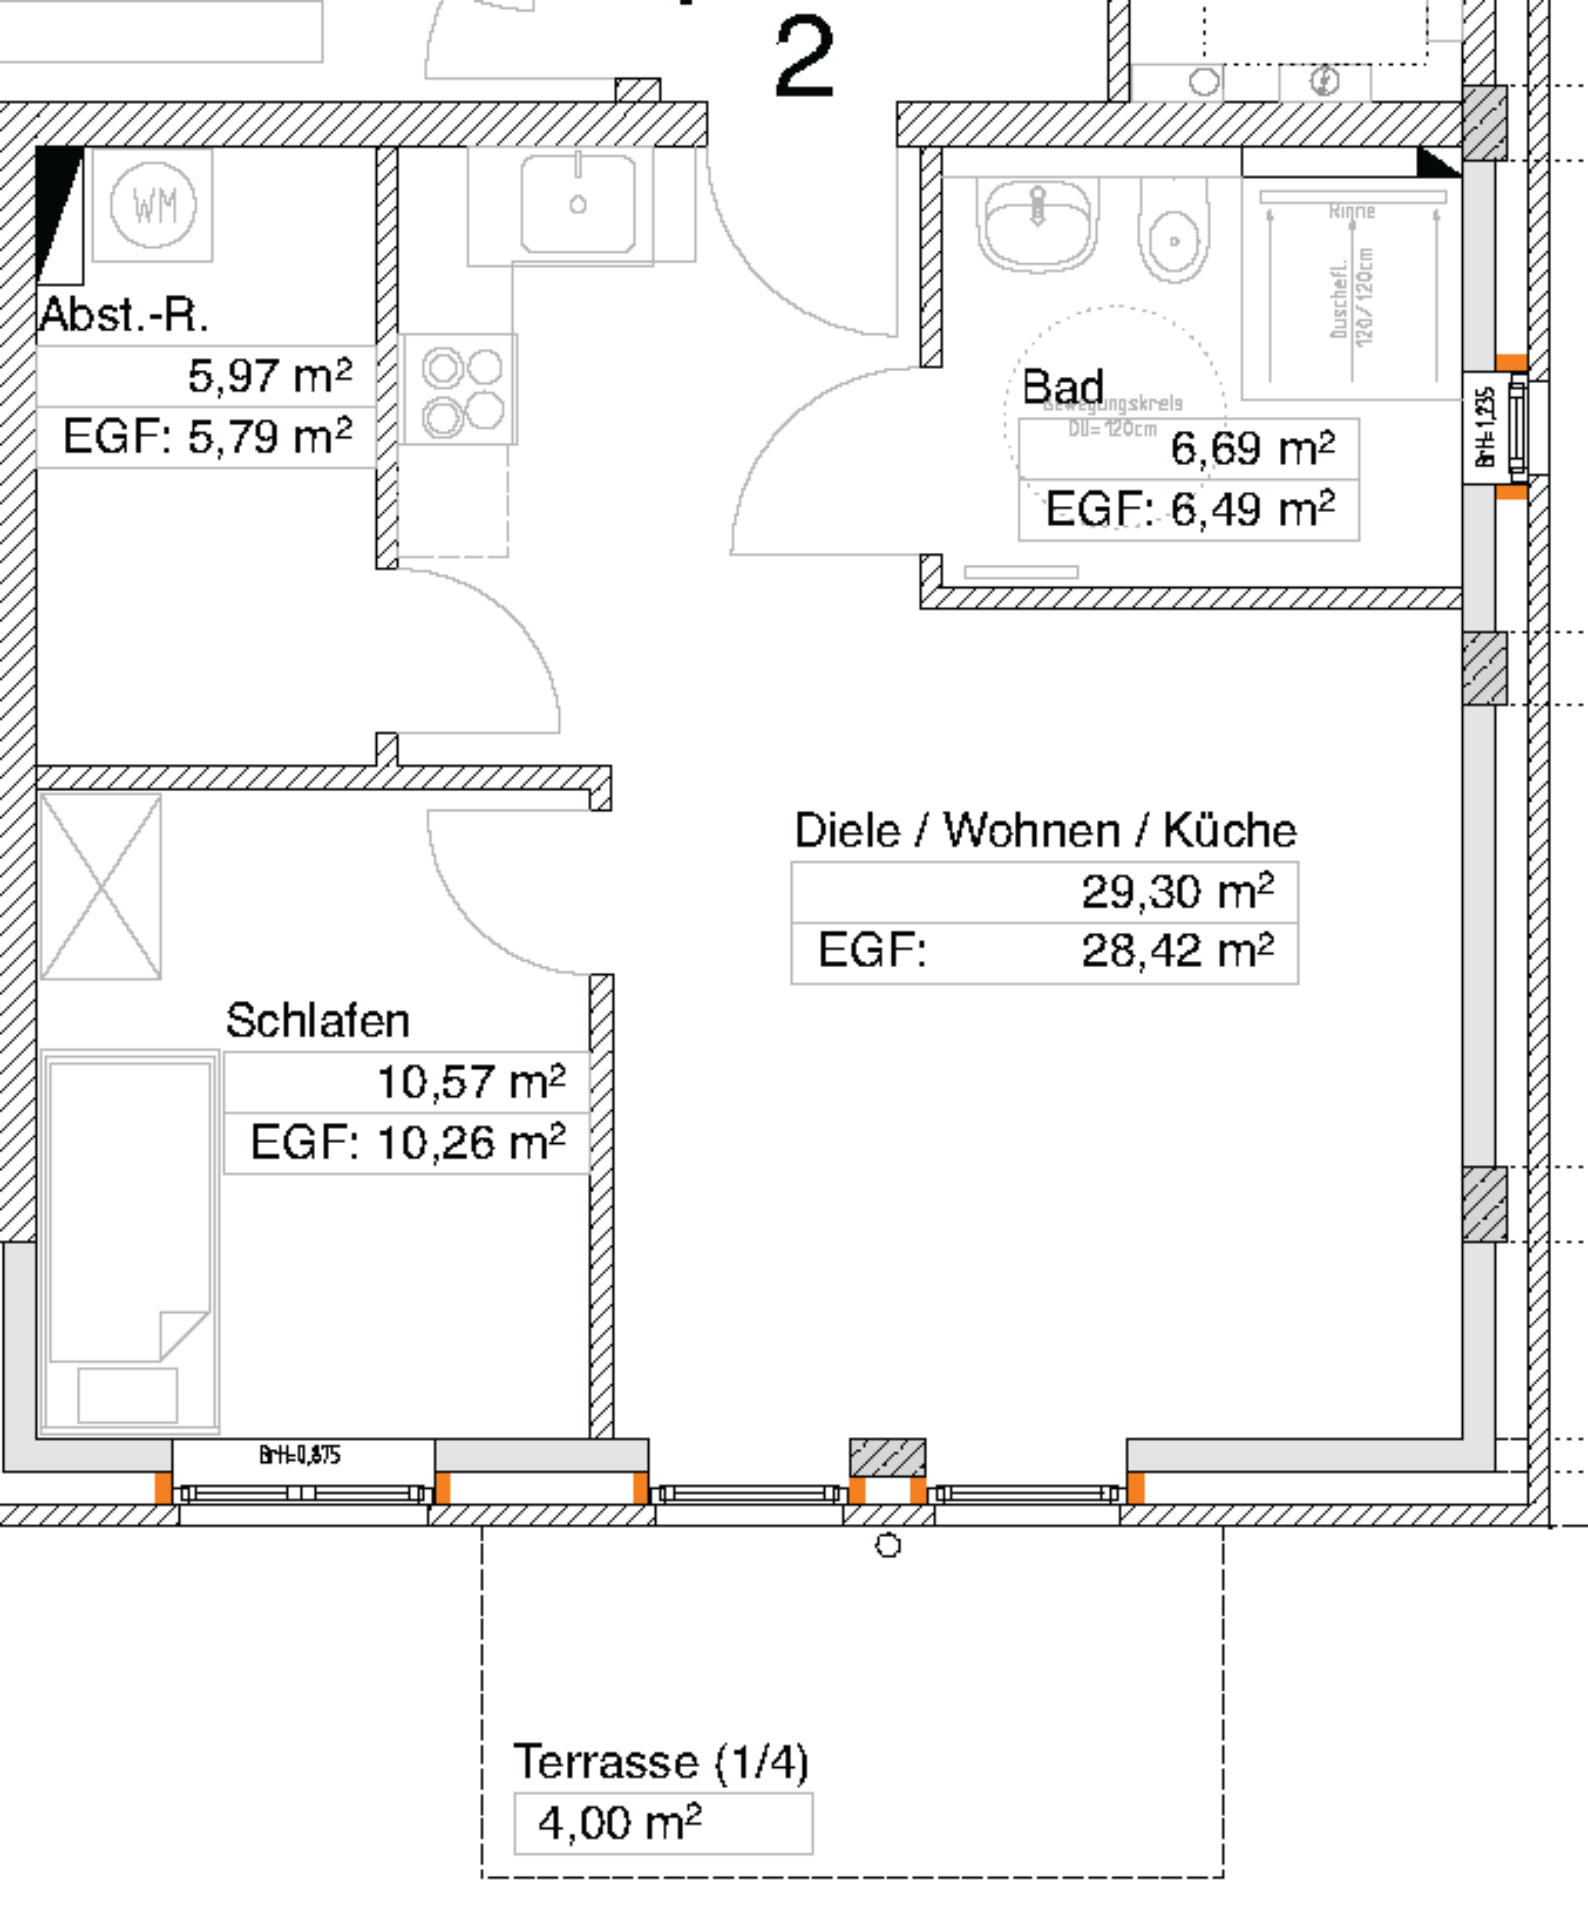 2
WM
Rinne
Duschefl.
120/120cm
Abst.-R.
5,97 m²
EGF: 5,79 m²
Bad
Bewegungskreis
DU= 120cm
6,69 m²
EGF: 6,49 m²
BrH=1,235
Diele / Wohnen / Küche
29,30 m²
EGF: 28,42 m²
Schlafen
10,57 m²
EGF: 10,26 m²
BrH=0,875
Terrasse (1/4)
4,00 m²